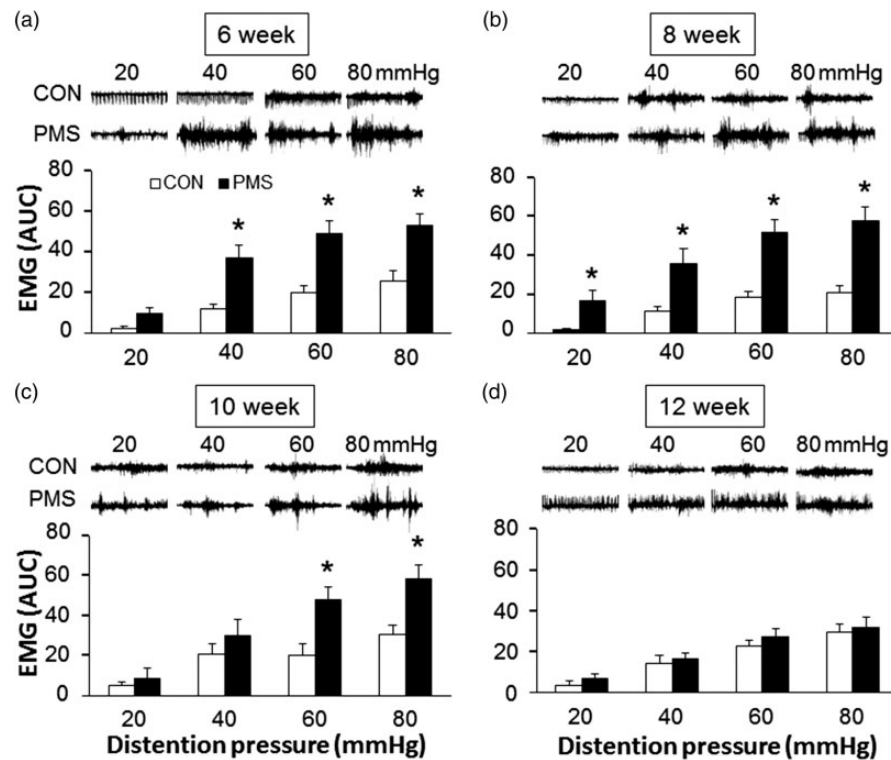 (a)
6 week
20 40 60 80 mmHg
CON
PMS
80
60
40
20
0
EMG (AUC)
CON PMS
* * *
20 40 60 80
(b)
8 week
20 40 60 80 mmHg
80
60
40
20
0
* * * *
20 40 60 80
(c)
10 week
20 40 60 80 mmHg
CON
PMS
80
60
40
20
0
EMG (AUC)
* *
20 40 60 80
Distention pressure (mmHg)
(d)
12 week
20 40 60 80 mmHg
80
60
40
20
0
20 40 60 80
Distention pressure (mmHg)